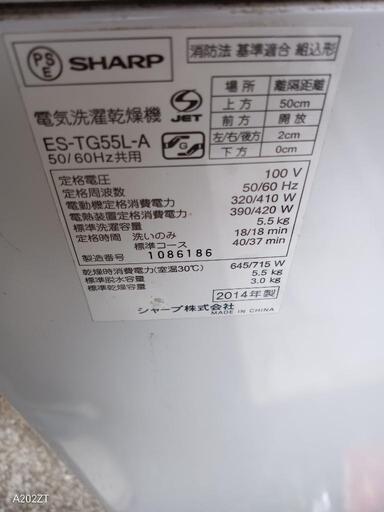 PSE
SHARP
消防法 基準適合 組込形
場所 離隔距離
上方 50cm
前方 開放
左/右/後方 2cm
下方 0cm
電気洗濯乾燥機
S JET
ES-TG55L-A
50/60Hz共用
G
定格電圧 100 V
定格周波数 50/60 Hz
電動機定格消費電力 320/410 W
電熱装置定格消費電力 390/420 W
標準洗濯容量 5.5 kg
定格時間 洗いのみ 18/18 min
標準コース 40/37 min
製造番号 1086186
乾燥時消費電力(室温30℃) 645/715 W
標準脱水容量 5.5 kg
標準乾燥容量 3.0 kg
2014年製
シャープ株式会社
MADE IN CHINA
A202ZT